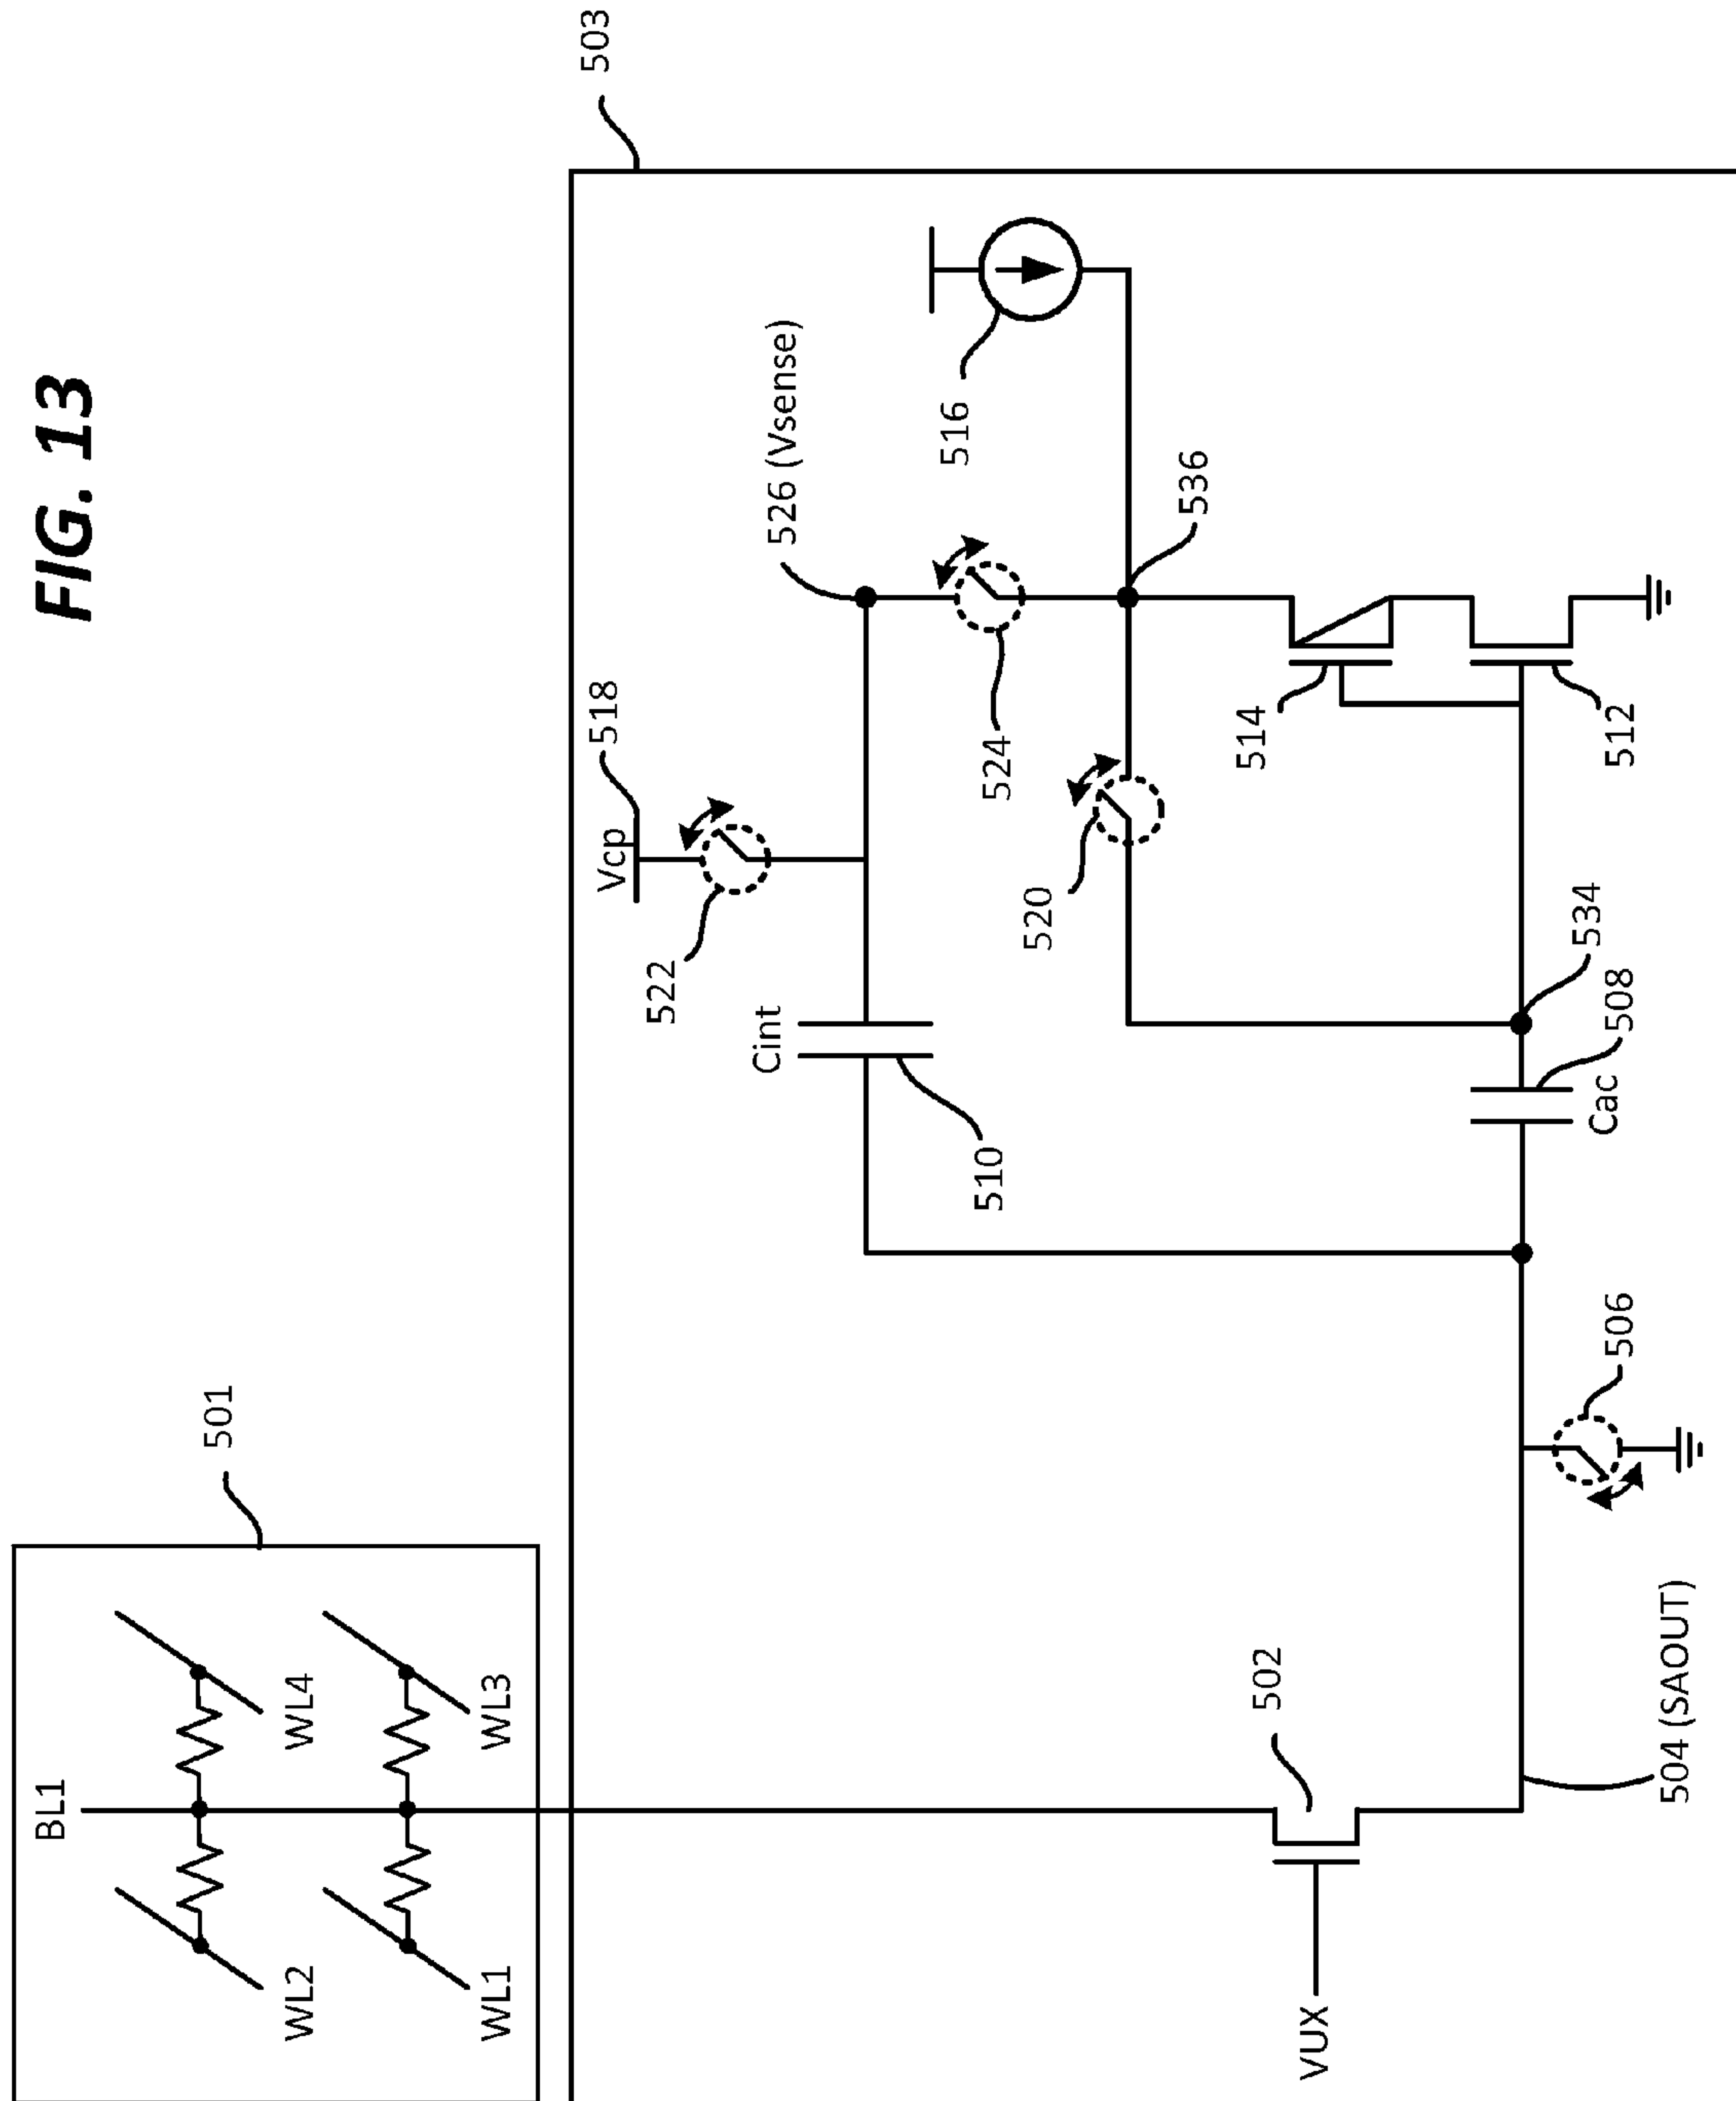 FIG. 13
503
501
BL1
WL2
WL4
WL1
WL3
518
Vcp
522
526 (Vsense)
Cint
510
524
516
520
536
514
512
534
508
Cac
506
502
VUX
504 (SAOUT)